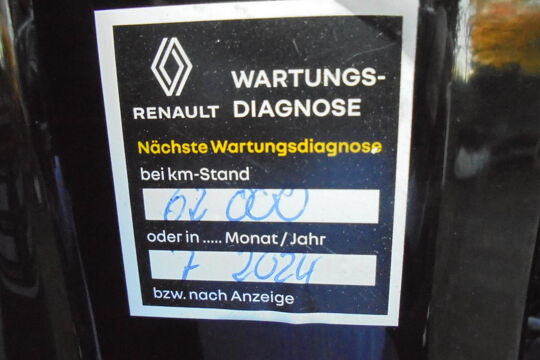 WARTUNGS-
DIAGNOSE
RENAULT
Nächste Wartungsdiagnose
bei km-Stand
62 000
oder in ..... Monat/Jahr
7 2024
bzw. nach Anzeige